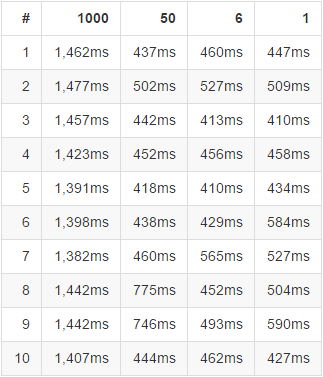 # 1000 50 6 1
1 1,462ms 437ms 460ms 447ms
2 1,477ms 502ms 527ms 509ms
3 1,457ms 442ms 413ms 410ms
4 1,423ms 452ms 456ms 458ms
5 1,391ms 418ms 410ms 434ms
6 1,398ms 438ms 429ms 584ms
7 1,382ms 460ms 565ms 527ms
8 1,442ms 775ms 452ms 504ms
9 1,442ms 746ms 493ms 590ms
10 1,407ms 444ms 462ms 427ms